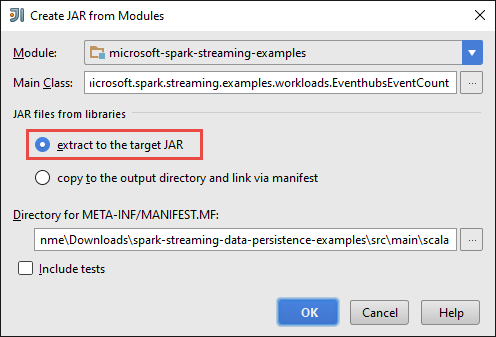 Create JAR from Modules
Module: microsoft-spark-streaming-examples
Main Class: icrosoft.spark.streaming.examples.workloads.EventhubsEventCount ...
JAR files from libraries
extract to the target JAR
copy to the output directory and link via manifest
Directory for META-INF/MANIFEST.MF:
nme\Downloads\spark-streaming-data-persistence-examples\src\main\scala ...
Include tests
OK Cancel Help